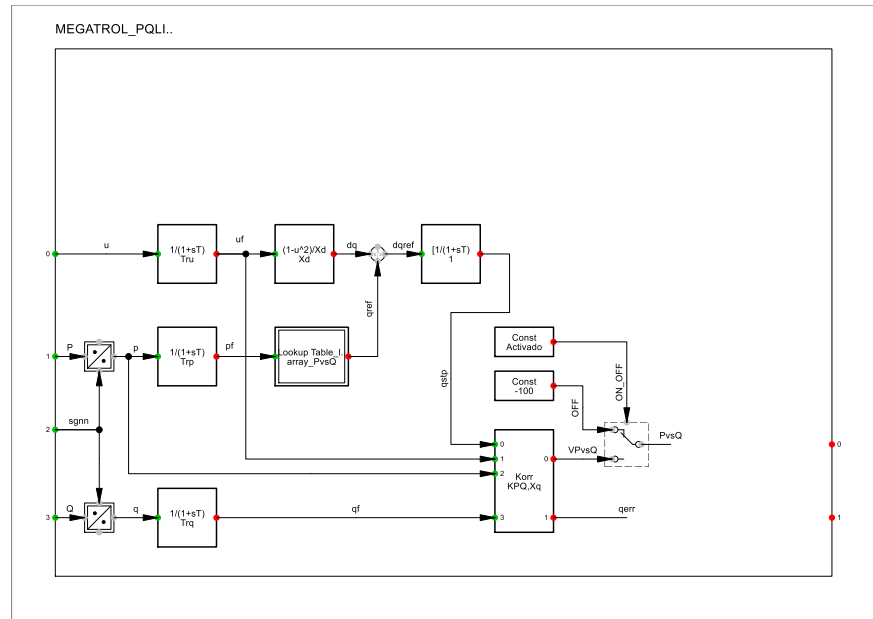 MEGATROL_PQLI..
0
u
1/(1+sT)
Tru
uf
(1-u^2)/Xd
Xd
dq
dqref
[1/(1+sT)
1
qref
1
P
p
1/(1+sT)
Trp
pf
Lookup Table_l.
array_PvsQ
qstp
Const
Activado
Const
-100
OFF
ON_OFF
2
sgnn
PvsQ
0
0
1
2
3
Korr
KPQ,Xq
0
1
VPvsQ
3
Q
q
1/(1+sT)
Trq
qf
qerr
1